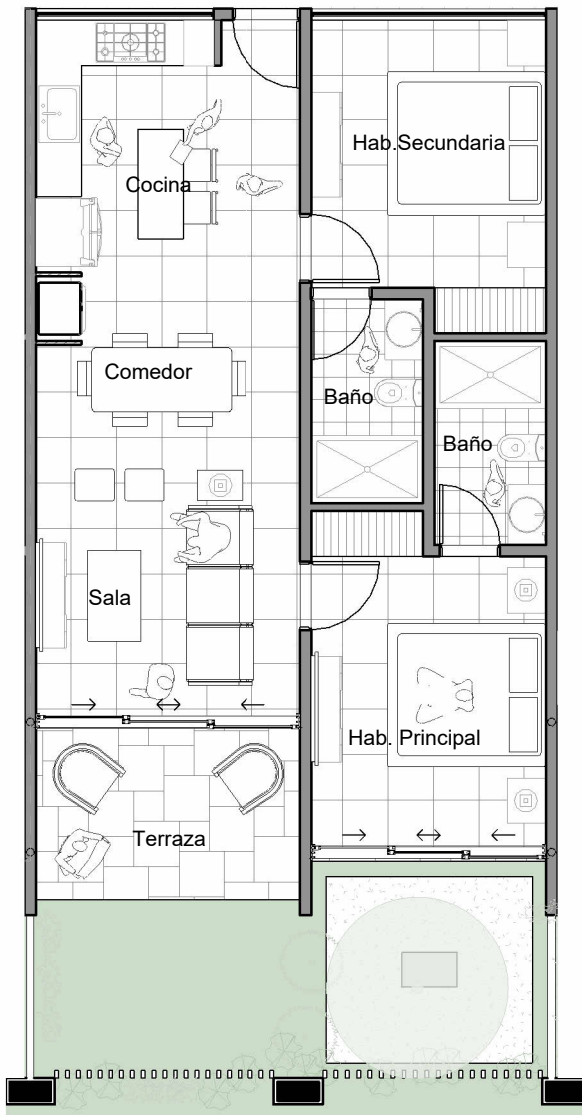 Hab.Secundaria
Cocina
Comedor
Baño
Baño
Sala
Hab. Principal
Terraza